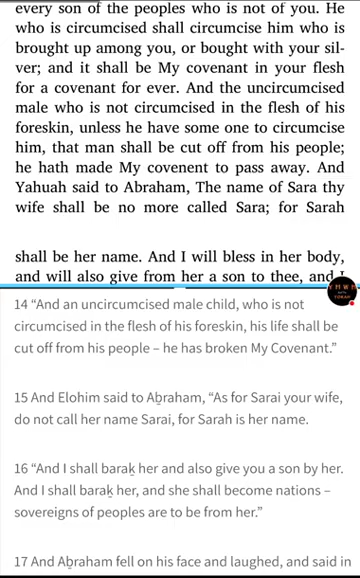 every son of the peoples who is not of you. He
who is circumcised shall circumcise him who is
brought up among you, or bought with your sil-
ver; and it shall be My covenant in your flesh
for a covenant for ever. And the uncircumcised
male who is not circumcised in the flesh of his
foreskin, unless he have some one to circumcise
him, that man shall be cut off from his people;
he hath made My covenent to pass away. And
Yahuah said to Abraham, The name of Sara thy
wife shall be no more called Sara; for Sarah
shall be her name. And I will bless in her body,
and will also give from her a son to thee, and I
YMWM
YORAH
14 “And an uncircumcised male child, who is not
circumcised in the flesh of his foreskin, his life shall be
cut off from his people – he has broken My Covenant.”
15 And Elohim said to Aḇraham, “As for Sarai your wife,
do not call her name Sarai, for Sarah is her name.
16 “And I shall baraḵ her and also give you a son by her.
And I shall baraḵ her, and she shall become nations –
sovereigns of peoples are to be from her.”
17 And Aḇraham fell on his face and laughed, and said in